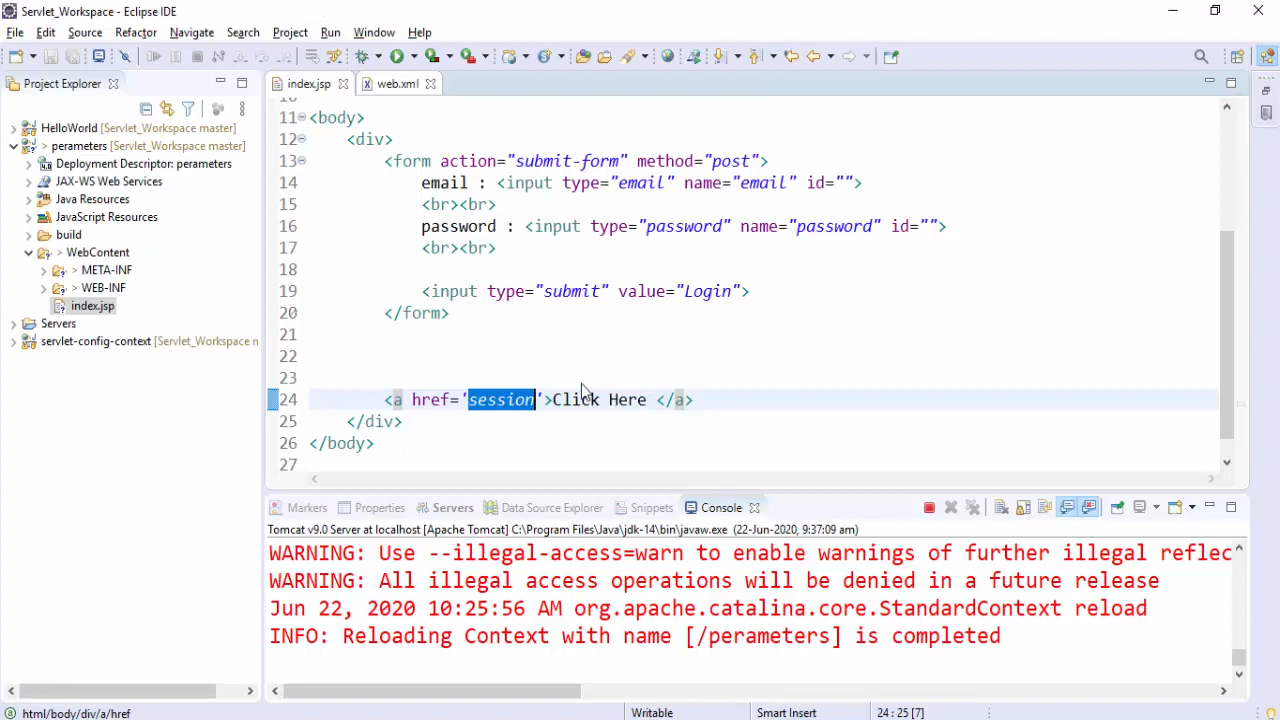 Servlet_Workspace - Eclipse IDE
File Edit Source Refactor Navigate Search Project Run Window Help
Project Explorer
index.jsp
web.xml
HelloWorld [Servlet_Workspace master]
> perameters [Servlet_Workspace master]
Deployment Descriptor: perameters
JAX-WS Web Services
Java Resources
JavaScript Resources
build
> WebContent
> META-INF
> WEB-INF
index.jsp
Servers
servlet-config-context [Servlet_Workspace n
11 <body>
12 <div>
13 <form action="submit-form" method="post">
14 email : <input type="email" name="email" id="">
15 <br><br>
16 password : <input type="password" name="password" id="">
17 <br><br>
18
19 <input type="submit" value="Login">
20 </form>
21
22
23
24 <a href='session'>Click Here </a>
25 </div>
26 </body>
27
Markers Properties Servers Data Source Explorer Snippets Console
Tomcat v9.0 Server at localhost [Apache Tomcat] C:\Program Files\Java\jdk-14\bin\javaw.exe (22-Jun-2020, 9:37:09 am)
WARNING: Use --illegal-access=warn to enable warnings of further illegal reflec
WARNING: All illegal access operations will be denied in a future release
Jun 22, 2020 10:25:56 AM org.apache.catalina.core.StandardContext reload
INFO: Reloading Context with name [/perameters] is completed
html/body/div/a/href
Writable
Smart Insert
24 : 25 [7]